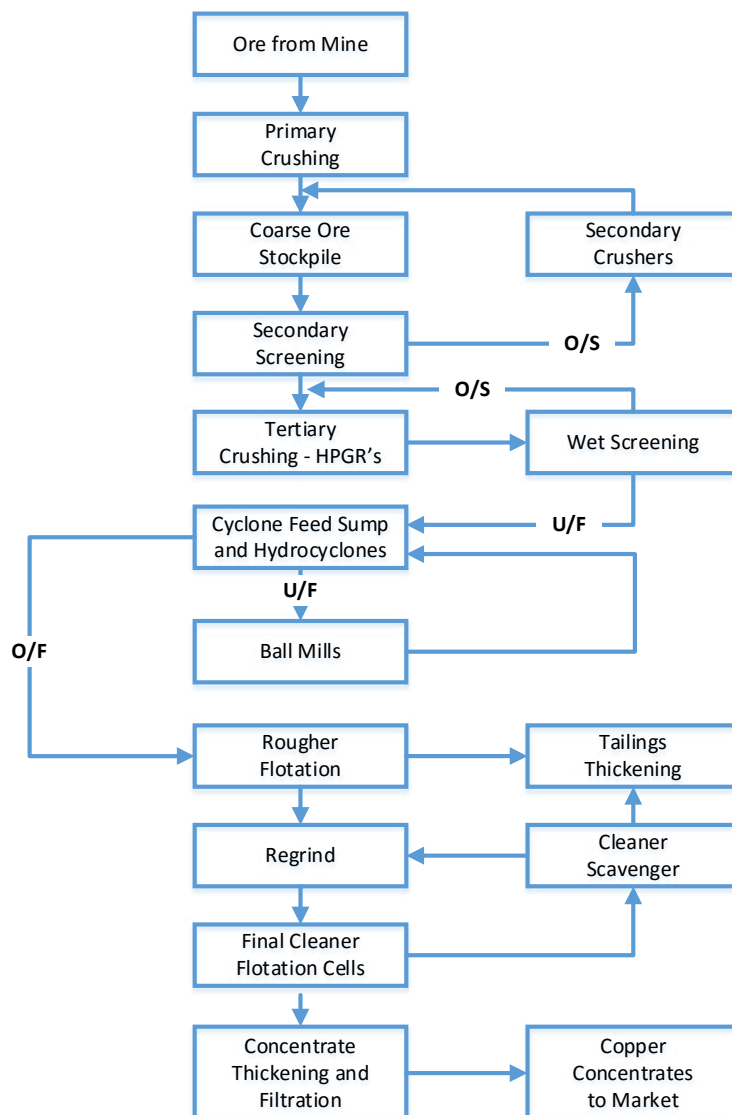 Ore from Mine
Primary
Crushing
Coarse Ore
Stockpile
Secondary
Crushers
Secondary
Screening
O/S
O/S
Tertiary
Crushing - HPGR's
Wet Screening
Cyclone Feed Sump
and Hydrocyclones
U/F
U/F
O/F
Ball Mills
Rougher
Flotation
Tailings
Thickening
Regrind
Cleaner
Scavenger
Final Cleaner
Flotation Cells
Concentrate
Thickening and
Filtration
Copper
Concentrates
to Market